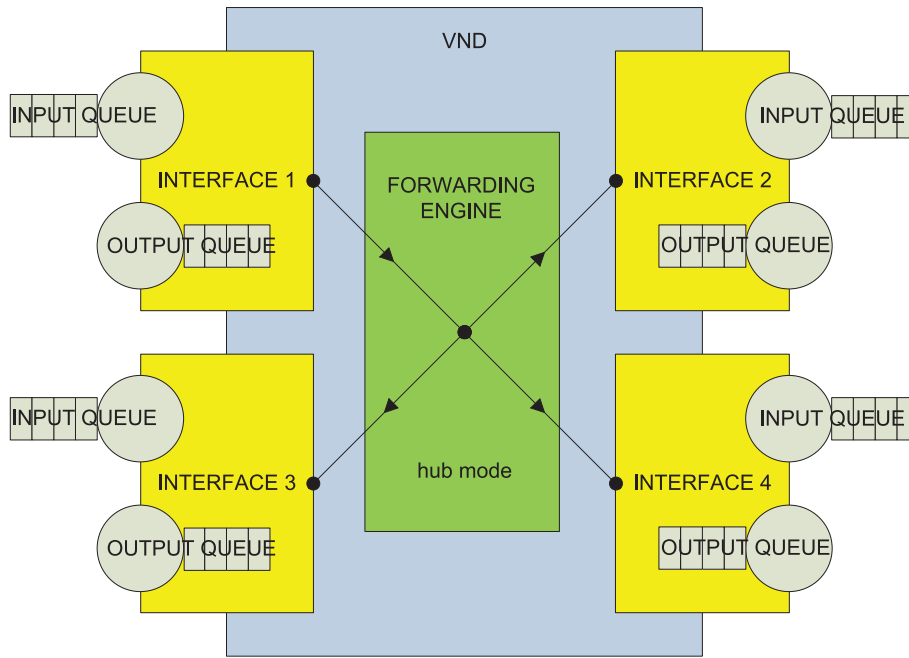 VND
INPUT QUEUE
INPUT QUEUE
INTERFACE 1
FORWARDING
ENGINE
INTERFACE 2
OUTPUT QUEUE
OUTPUT QUEUE
INPUT QUEUE
INPUT QUEUE
INTERFACE 3
hub mode
INTERFACE 4
OUTPUT QUEUE
OUTPUT QUEUE